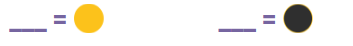 ___ = ___ =